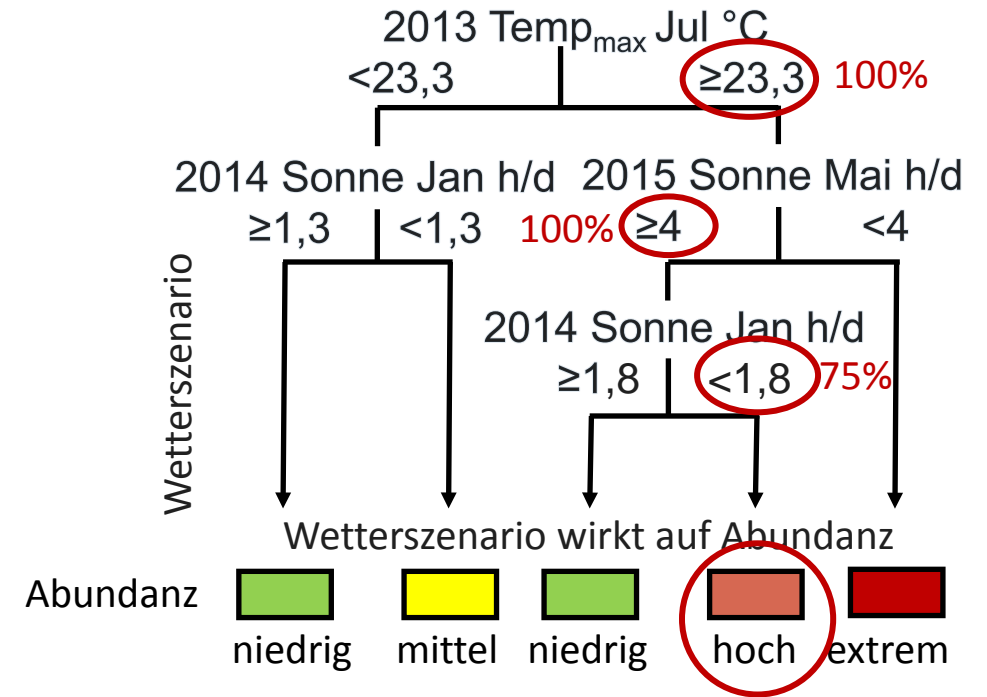 2013 Temp_max Jul °C
<23,3 ≥23,3 100%
2014 Sonne Jan h/d 2015 Sonne Mai h/d
≥1,3 <1,3 100% ≥4 <4
2014 Sonne Jan h/d
≥1,8 <1,8 75%
Wetterszenario
Wetterszenario wirkt auf Abundanz
Abundanz
niedrig mittel niedrig hoch extrem